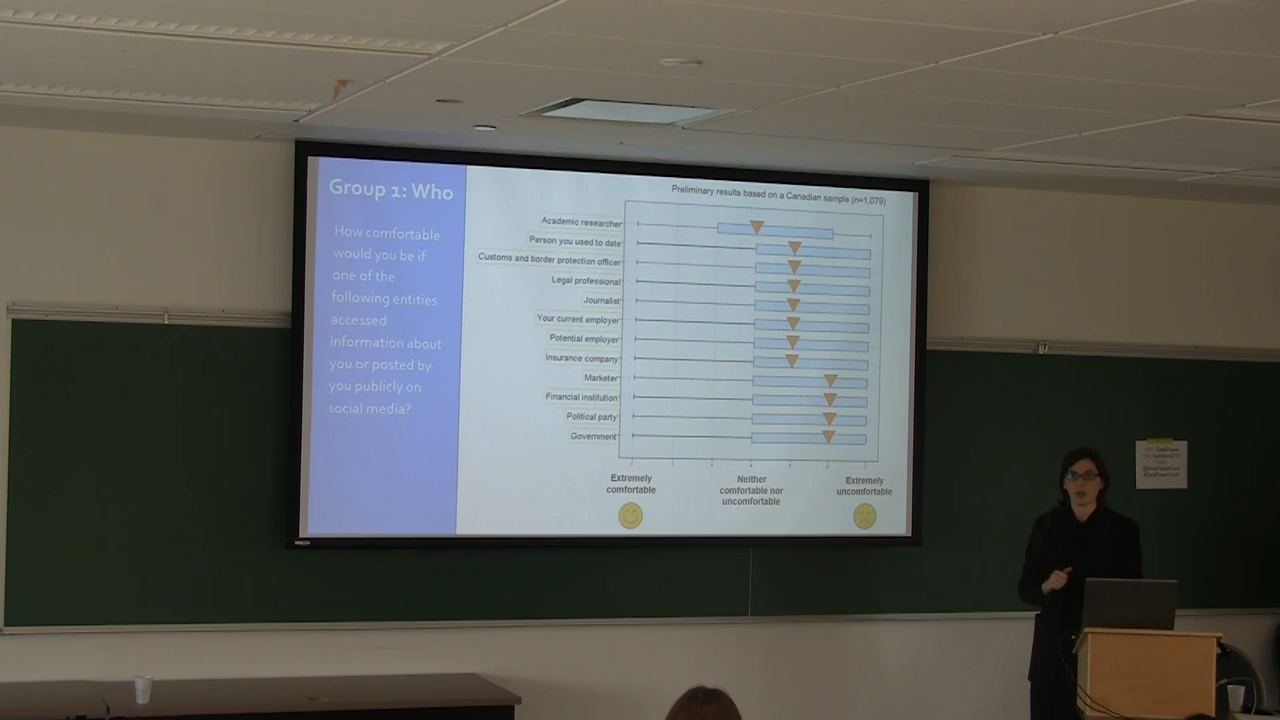 Group 1: Who
How comfortable
would you be if
one of the
following entities
accessed
information about
you or posted by
you publicly on
social media?
Preliminary results based on a Canadian sample (n=1,079)
Academic researcher
Person you used to date
Customs and border protection officer
Legal professional
Journalist
Your current employer
Potential employer
Insurance company
Marketer
Financial institution
Political party
Government
Extremely
comfortable
Neither
comfortable nor
uncomfortable
Extremely
uncomfortable